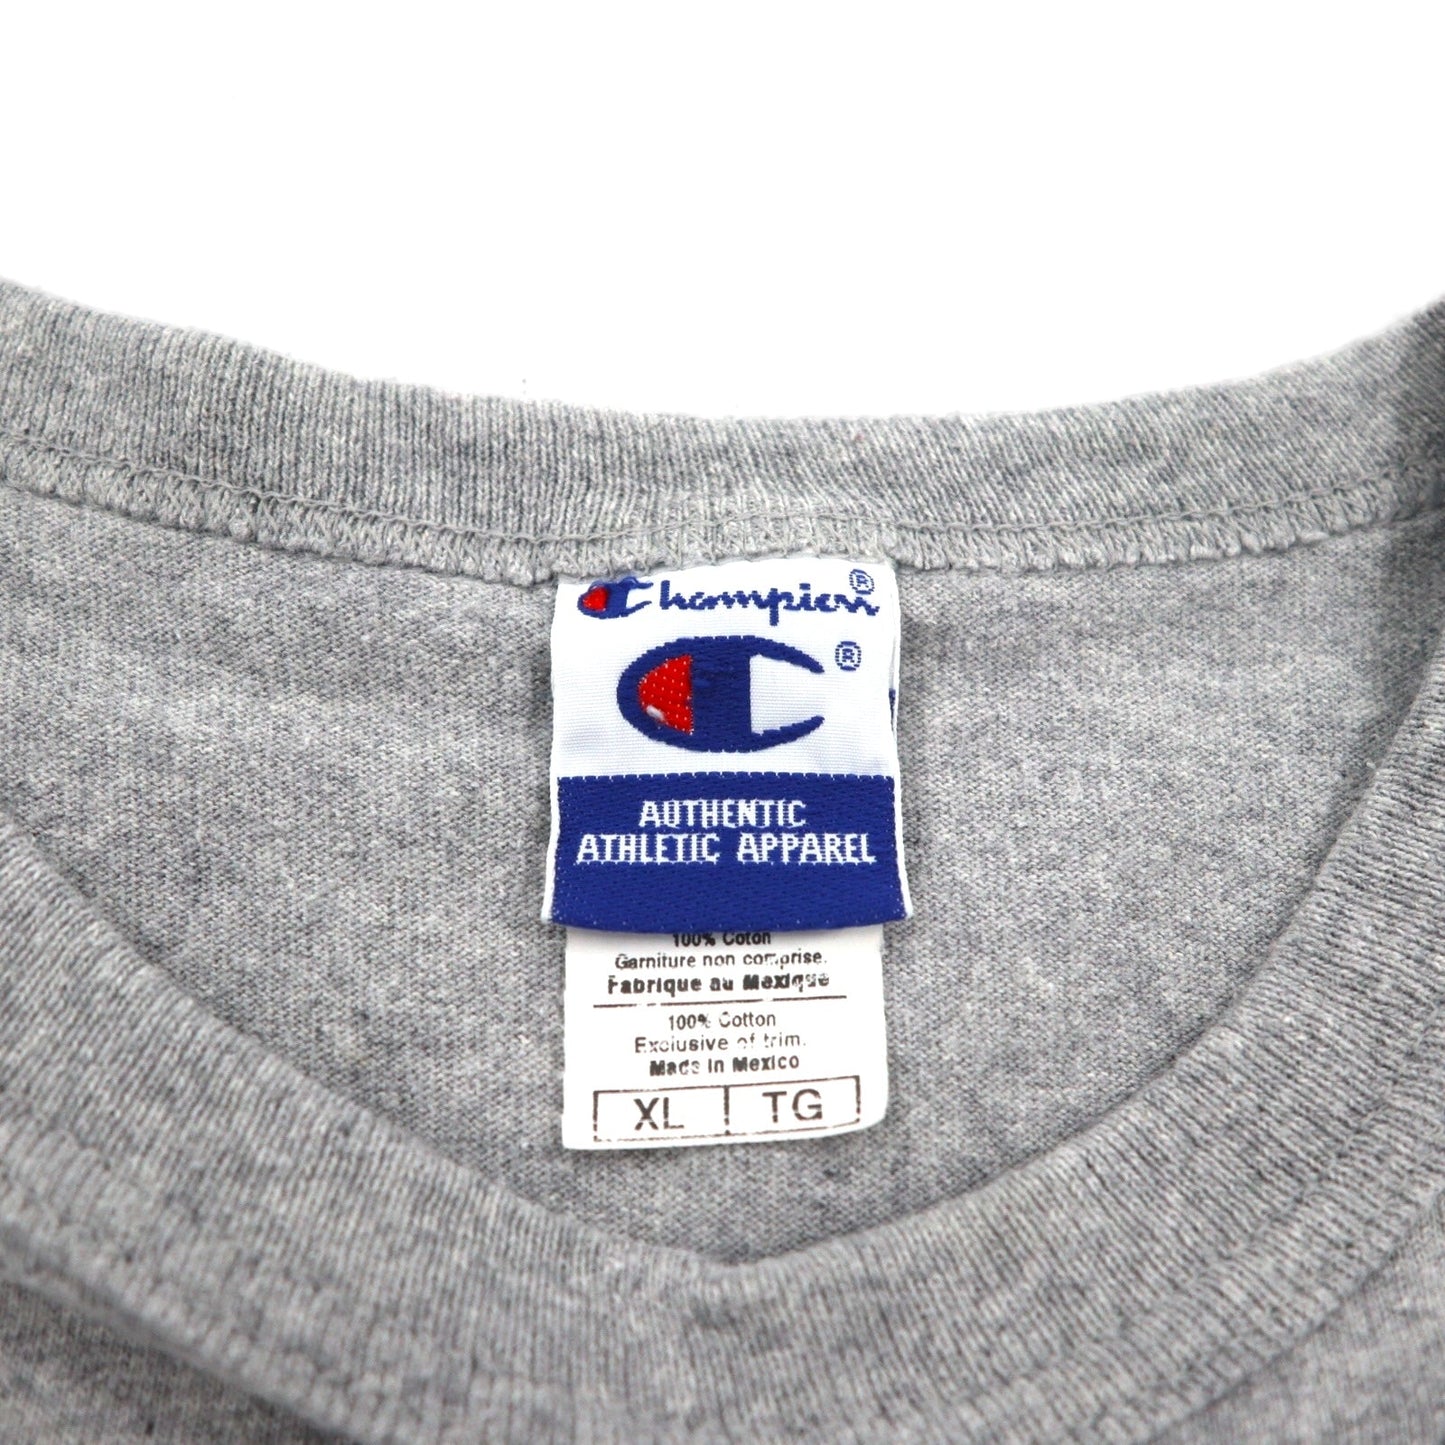 Champion®
®
AUTHENTIC
ATHLETIC APPAREL
100% Coton
Garniture non comprise.
Fabriqué au Mexique
100% Cotton
Exclusive of trim.
Made in Mexico
XL TG